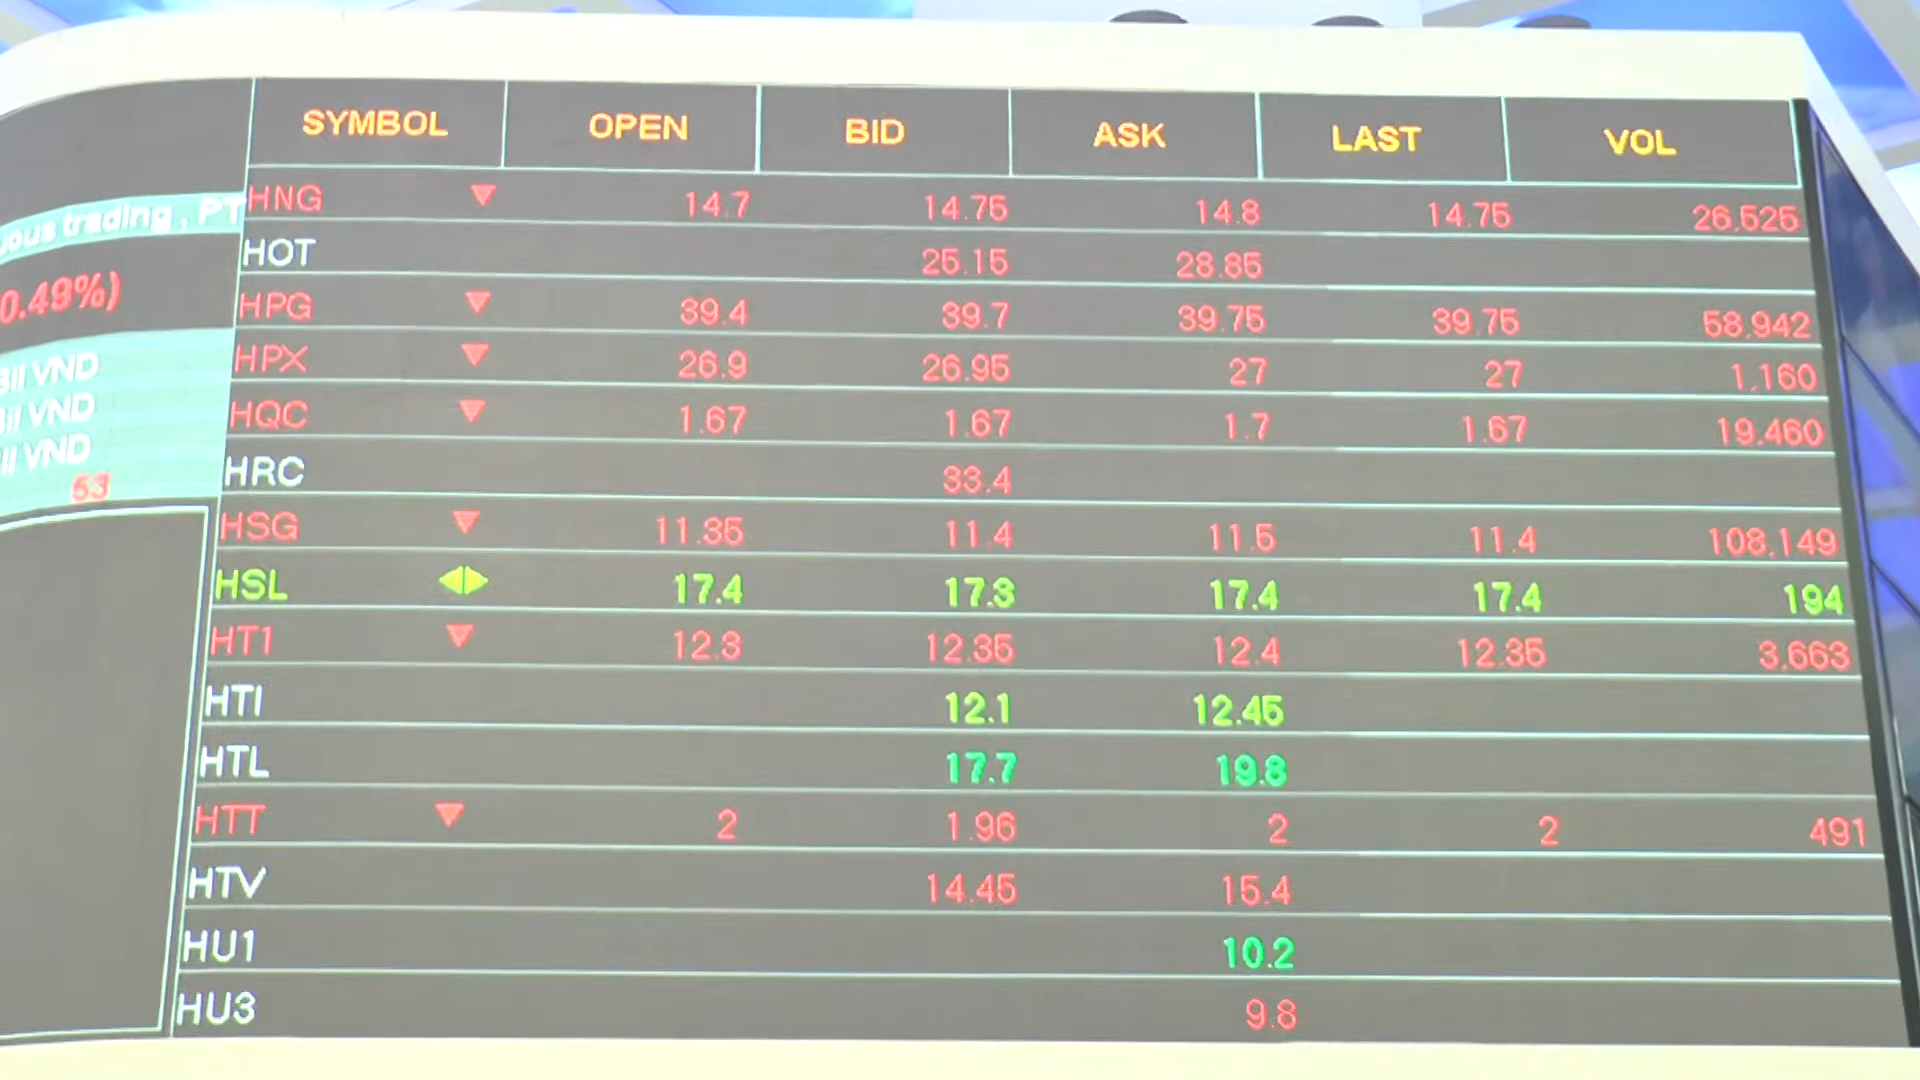 SYMBOL OPEN BID ASK LAST VOL
HNG 14.7 14.75 14.8 14.75 26,525
HOT 25.15 28.85
HPG 39.4 39.7 39.75 39.75 58,942
HPX 26.9 26.95 27 27 1,160
HQC 1.67 1.67 1.7 1.67 19,460
HRC 33.4
HSG 11.35 11.4 11.5 11.4 108,149
HSL 17.4 17.3 17.4 17.4 194
HT1 12.3 12.35 12.4 12.35 3,663
HTI 12.1 12.45
HTL 17.7 19.8
HTT 2 1.96 2 2 491
HTV 14.45 15.4
HU1 10.2
HU3 9.8
trading , PT
0.49%)
VND
VND
VND
53